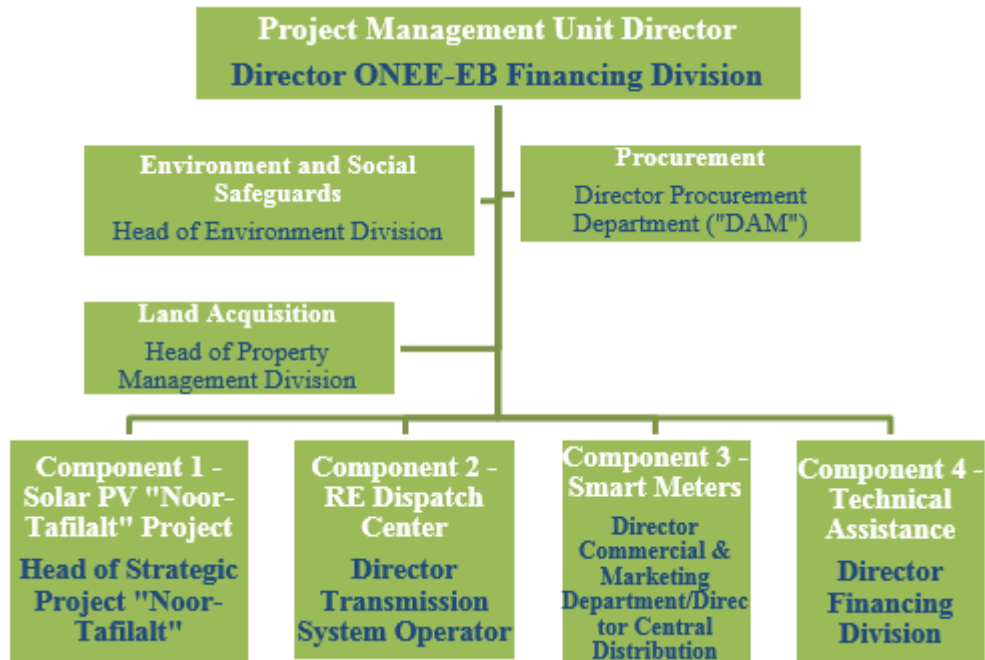 Project Management Unit Director
Director ONEE-EB Financing Division
Environment and Social
Safeguards
Head of Environment Division
Procurement
Director Procurement
Department ("DAM")
Land Acquisition
Head of Property
Management Division
Component 1 -
Solar PV "Noor-
Tafilalt" Project
Head of Strategic
Project "Noor-
Tafilalt"
Component 2 -
RE Dispatch
Center
Director
Transmission
System Operator
Component 3 -
Smart Meters
Director
Commercial &
Marketing
Department/Direc
tor Central
Distribution
Component 4 -
Technical
Assistance
Director
Financing
Division